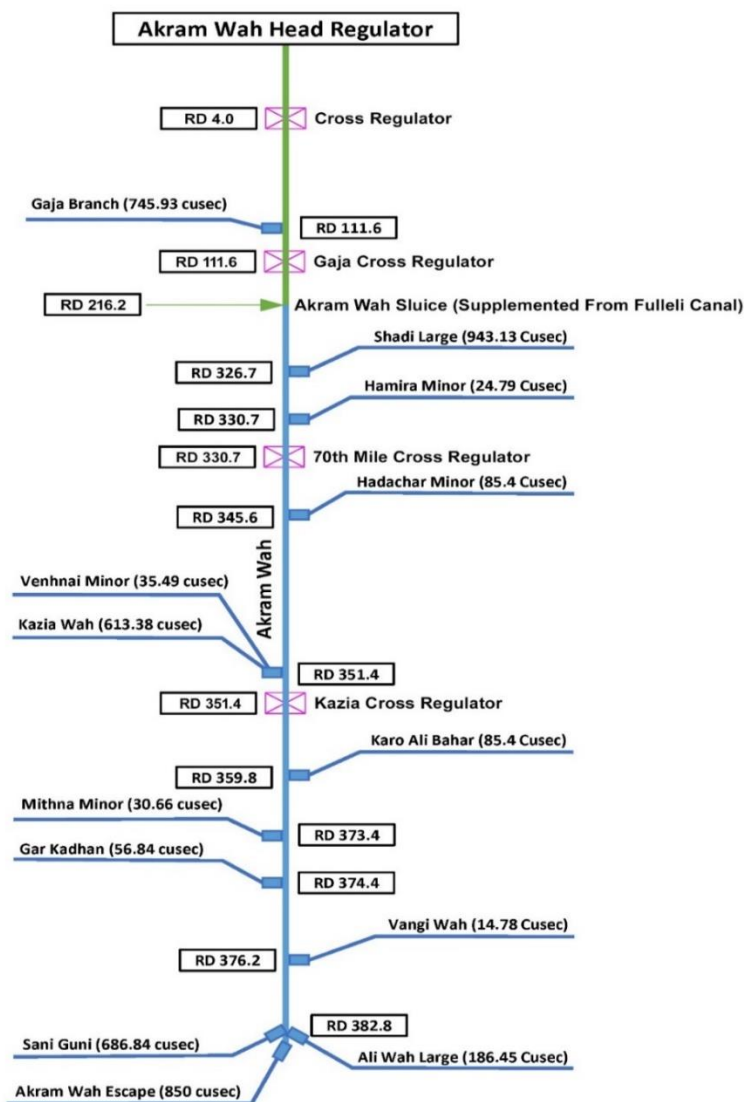 Akram Wah Head Regulator
RD 4.0
Cross Regulator
Gaja Branch (745.93 cusec)
RD 111.6
RD 111.6
Gaja Cross Regulator
RD 216.2
Akram Wah Sluice (Supplemented From Fulleli Canal)
Shadi Large (943.13 Cusec)
RD 326.7
Hamira Minor (24.79 Cusec)
RD 330.7
RD 330.7
70th Mile Cross Regulator
Hadachar Minor (85.4 Cusec)
RD 345.6
Akram Wah
Venhnai Minor (35.49 cusec)
Kazia Wah (613.38 cusec)
RD 351.4
RD 351.4
Kazia Cross Regulator
Karo Ali Bahar (85.4 Cusec)
RD 359.8
Mithna Minor (30.66 cusec)
RD 373.4
Gar Kadhan (56.84 cusec)
RD 374.4
Vangi Wah (14.78 Cusec)
RD 376.2
RD 382.8
Sani Guni (686.84 cusec)
Ali Wah Large (186.45 Cusec)
Akram Wah Escape (850 cusec)